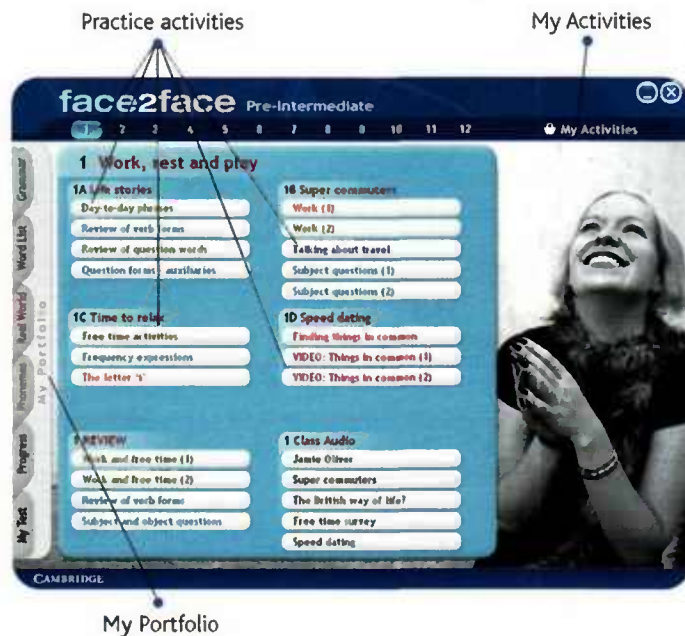 Practice activities
My Activities
face2face Pre-Intermediate
1 2 3 4 5 6 7 8 9 10 11 12
My Activities
Grammar
Word List
Real World
Phonemes
Progress
My Test
My Portfolio
1 Work, rest and play
1A Life stories
Day-to-day phrases
Review of verb forms
Review of question words
Question forms: auxiliaries
1B Super commuters
Work (1)
Work (2)
Talking about travel
Subject questions (1)
Subject questions (2)
1C Time to relax
Free time activities
Frequency expressions
The letter 's'
1D Speed dating
Finding things in common
VIDEO: Things in common (1)
VIDEO: Things in common (2)
1 REVIEW
Work and free time (1)
Work and free time (2)
Review of verb forms
Subject and object questions
1 Class Audio
Jamie Oliver
Super commuters
The British way of life?
Free time survey
Speed dating
CAMBRIDGE
My Portfolio